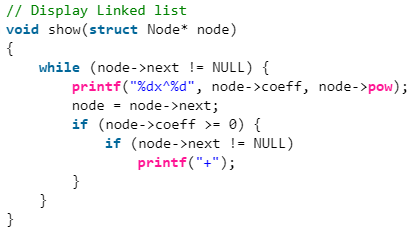 // Display Linked list
void show(struct Node* node)
{
    while (node->next != NULL) {
        printf("%dx^%d", node->coeff, node->pow);
        node = node->next;
        if (node->coeff >= 0) {
            if (node->next != NULL)
                printf("+");
        }
    }
}